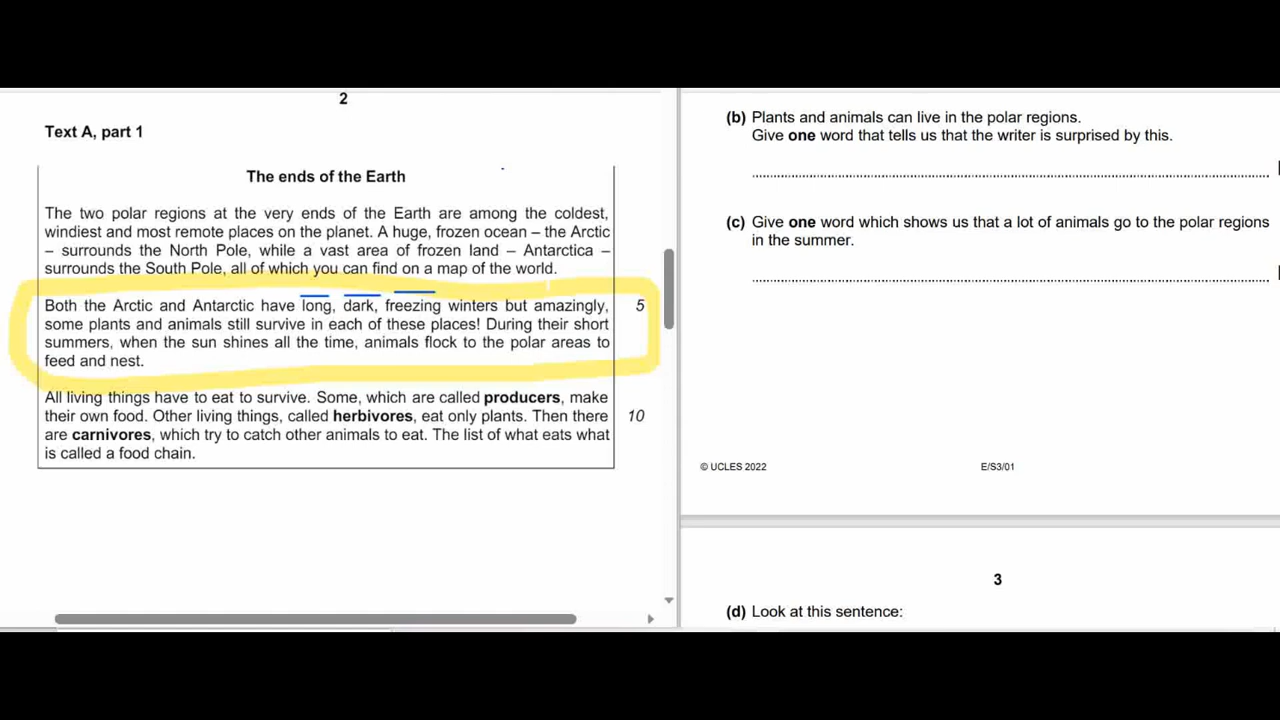 2
Text A, part 1
The ends of the Earth
The two polar regions at the very ends of the Earth are among the coldest,
windiest and most remote places on the planet. A huge, frozen ocean – the Arctic
– surrounds the North Pole, while a vast area of frozen land – Antarctica –
surrounds the South Pole, all of which you can find on a map of the world.
Both the Arctic and Antarctic have long, dark, freezing winters but amazingly, 5
some plants and animals still survive in each of these places! During their short
summers, when the sun shines all the time, animals flock to the polar areas to
feed and nest.
All living things have to eat to survive. Some, which are called producers, make
their own food. Other living things, called herbivores, eat only plants. Then there 10
are carnivores, which try to catch other animals to eat. The list of what eats what
is called a food chain.
(b) Plants and animals can live in the polar regions.
Give one word that tells us that the writer is surprised by this.
(c) Give one word which shows us that a lot of animals go to the polar regions
in the summer.
© UCLES 2022 E/S3/01
3
(d) Look at this sentence: